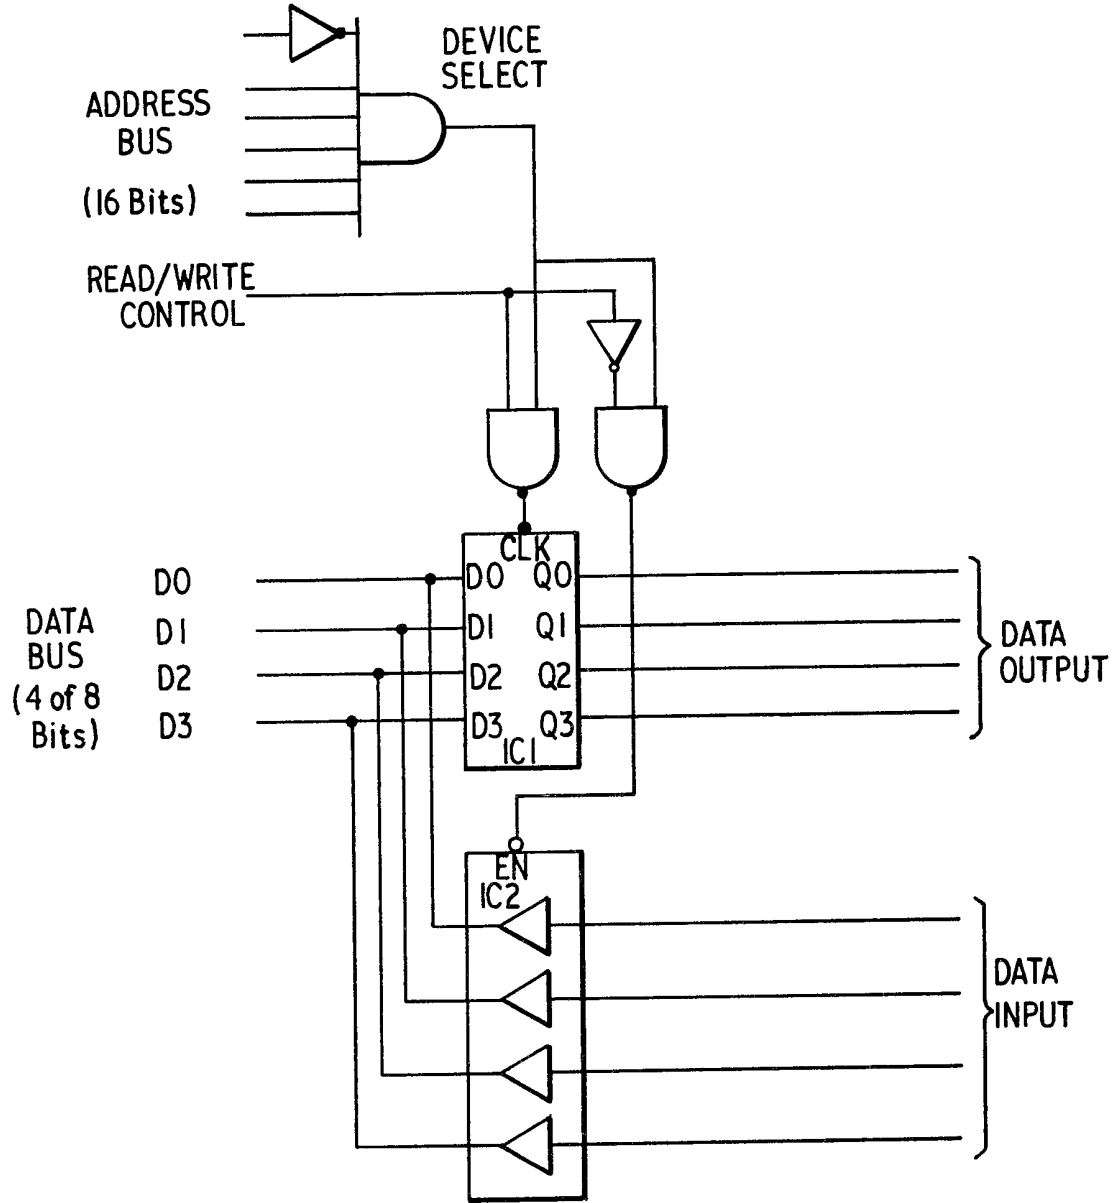 DEVICE
SELECT
ADDRESS
BUS
(16 Bits)
READ/WRITE
CONTROL
CLK
D0
D0
Q0
D1
D1
Q1
D2
D2
Q2
D3
D3
Q3
IC1
DATA
BUS
(4 of 8
Bits)
DATA
OUTPUT
EN
IC2
DATA
INPUT